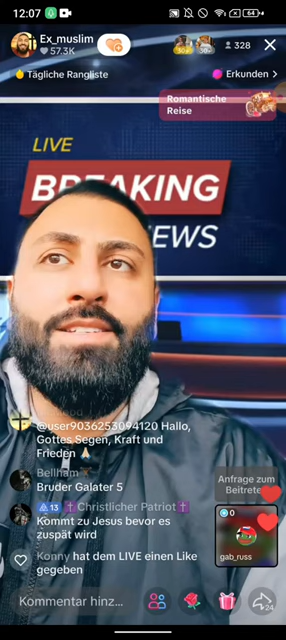 12:07
64
Ex_muslim
57.3K
328
Tägliche Rangliste
Erkunden >
Romantische
Reise
LIVE
BREAKING
NEWS
@user9036253094120 Hallo,
Gottes Segen, Kraft und
Frieden 🙏🏻
Bellham
Bruder Galater 5
13 ✝️Christlicher Patriot✝️
Kommt zu Jesus bevor es
zuspät wird
Konny hat dem LIVE einen Like
gegeben
Anfrage zum
Beitrete
0
gab_russ
Kommentar hinz...
24